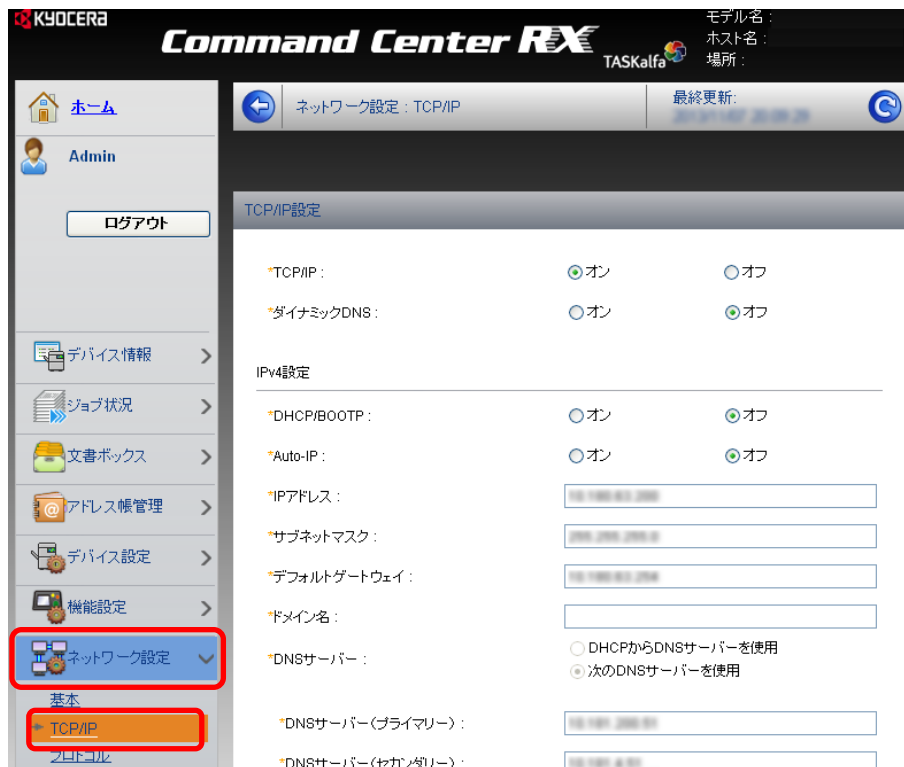 KYOCERA
Command Center RX
TASKalfa
モデル名 :
ホスト名 :
場所 :
ホーム
Admin
ログアウト
デバイス情報
ジョブ状況
文書ボックス
アドレス帳管理
デバイス設定
機能設定
ネットワーク設定
基本
TCP/IP
プロトコル
ネットワーク設定 : TCP/IP
最終更新:
TCP/IP設定
*TCP/IP : オン オフ
*ダイナミックDNS : オン オフ
IPv4設定
*DHCP/BOOTP : オン オフ
*Auto-IP : オン オフ
*IPアドレス :
*サブネットマスク :
*デフォルトゲートウェイ :
*ドメイン名 :
*DNSサーバー :
DHCPからDNSサーバーを使用
次のDNSサーバーを使用
*DNSサーバー(プライマリー) :
*DNSサーバー(セカンダリー) :